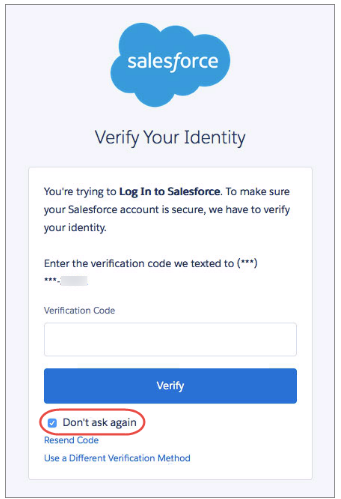 salesforce
Verify Your Identity
You're trying to Log In to Salesforce. To make sure
your Salesforce account is secure, we have to verify
your identity.
Enter the verification code we texted to (***)
***-
Verification Code
Verify
Don't ask again
Resend Code
Use a Different Verification Method